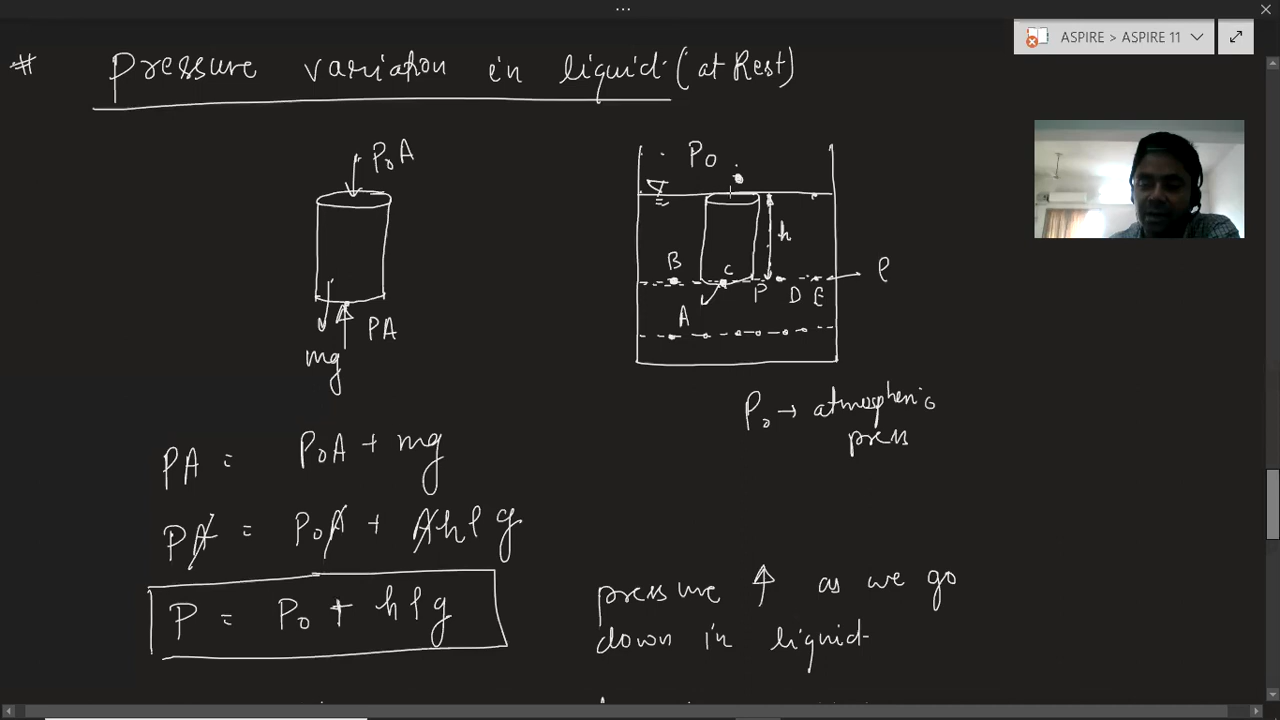 ASPIRE > ASPIRE 11
# Pressure variation in liquid (at Rest)
P₀A
mg
PA
P₀
h
B
C
P
D
E
ρ
A
P₀ → atmospheric
press
PA = P₀A + mg
PA = P₀A + Ahρg
P = P₀ + hρg
pressure ↑ as we go
down in liquid